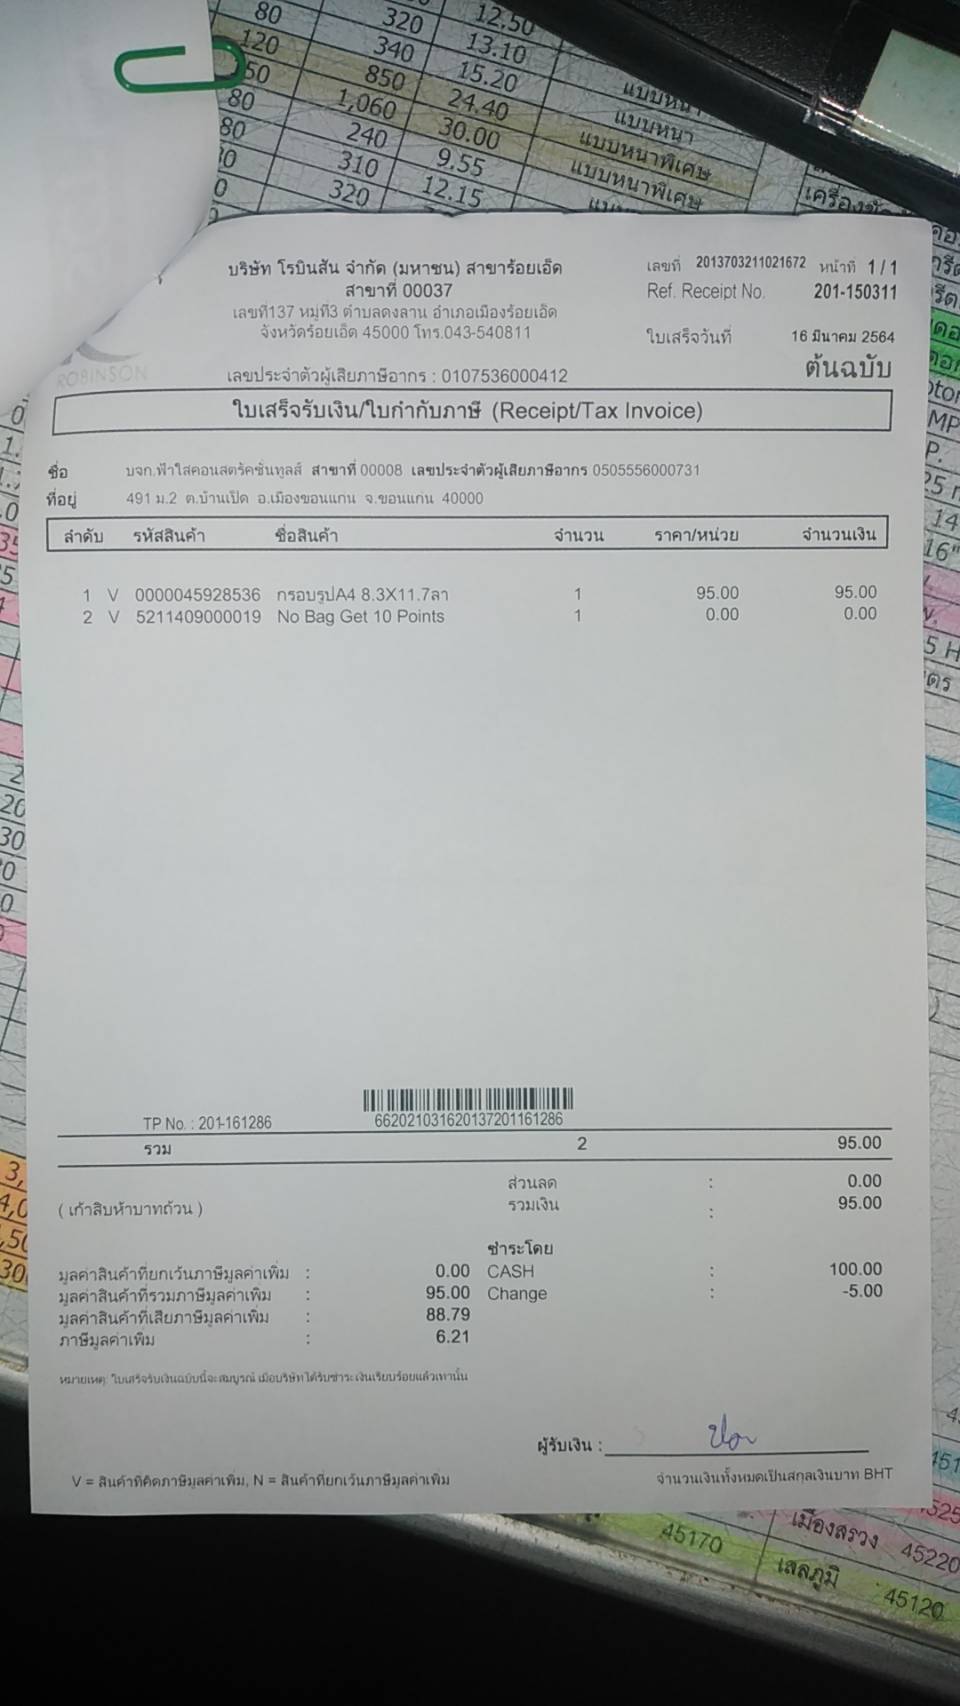 80 320 12.50
120 340 13.10
850 15.20 แบบหนา
80 1,060 24.40 แบบหนา
80 240 30.00 แบบหนาพิเศษ
310 9.55 แบบหนาพิเศษ
320 12.15
บริษัท โรบินสัน จำกัด (มหาชน) สาขาร้อยเอ็ด
สาขาที่ 00037
เลขที่137 หมู่ที่3 ตำบลดงลาน อำเภอเมืองร้อยเอ็ด
จังหวัดร้อยเอ็ด 45000 โทร.043-540811
เลขที่ 2013703211021672 หน้าที่ 1 / 1
Ref. Receipt No. 201-150311
ใบเสร็จวันที่ 16 มีนาคม 2564
ต้นฉบับ
ROBINSON
เลขประจำตัวผู้เสียภาษีอากร : 0107536000412
ใบเสร็จรับเงิน/ใบกำกับภาษี (Receipt/Tax Invoice)
ชื่อ บจก.ฟ้าใสคอนสตรัคชั่นทูลส์ สาขาที่ 00008 เลขประจำตัวผู้เสียภาษีอากร 0505556000731
ที่อยู่ 491 ม.2 ต.บ้านเป็ด อ.เมืองขอนแก่น จ.ขอนแก่น 40000
ลำดับ รหัสสินค้า ชื่อสินค้า จำนวน ราคา/หน่วย จำนวนเงิน
1 V 0000045928536 กรอบรูปA4 8.3X11.7ลา 1 95.00 95.00
2 V 5211409000019 No Bag Get 10 Points 1 0.00 0.00
TP No. : 201-161286
662021031620137201161286
รวม 2 95.00
ส่วนลด : 0.00
( เก้าสิบห้าบาทถ้วน ) รวมเงิน : 95.00
ชำระโดย
มูลค่าสินค้าที่ยกเว้นภาษีมูลค่าเพิ่ม : 0.00 CASH : 100.00
มูลค่าสินค้าที่รวมภาษีมูลค่าเพิ่ม : 95.00 Change : -5.00
มูลค่าสินค้าที่เสียภาษีมูลค่าเพิ่ม : 88.79
ภาษีมูลค่าเพิ่ม : 6.21
หมายเหตุ: ใบเสร็จรับเงินฉบับนี้จะสมบูรณ์ เมื่อบริษัทได้รับชำระเงินเรียบร้อยแล้วเท่านั้น
ผู้รับเงิน :
V = สินค้าที่คิดภาษีมูลค่าเพิ่ม, N = สินค้าที่ยกเว้นภาษีมูลค่าเพิ่ม
จำนวนเงินทั้งหมดเป็นสกุลเงินบาท BHT
45170 เมืองสรวง 45220
เสลภูมิ 45120